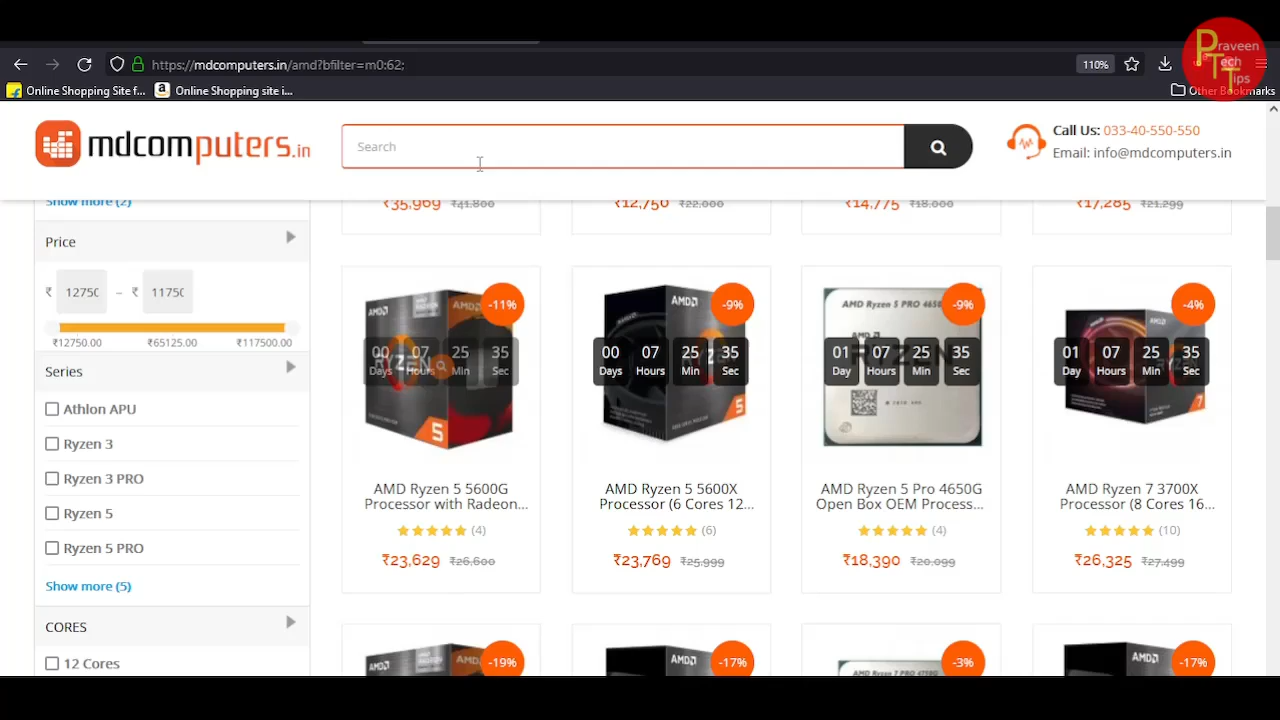 Praveen
Tech
Tips
https://mdcomputers.in/amd?bfilter=m0:62;
110%
Online Shopping Site f...
Online Shopping site i...
Other Bookmarks
mdcomputers.in
Search
Call Us: 033-40-550-550
Email: info@mdcomputers.in
Show more (2)
₹35,969 ₹41,800
₹12,750 ₹22,000
₹14,775 ₹18,000
₹17,285 ₹21,299
Price
₹ 1275( – ₹ 1175(
₹12750.00 ₹65125.00 ₹117500.00
Series
Athlon APU
Ryzen 3
Ryzen 3 PRO
Ryzen 5
Ryzen 5 PRO
Show more (5)
CORES
12 Cores
-11%
00 07 25 35
Days Hours Min Sec
AMD Ryzen 5 5600G
Processor with Radeon...
(4)
₹23,629 ₹26,600
-9%
00 07 25 35
Days Hours Min Sec
AMD Ryzen 5 5600X
Processor (6 Cores 12...
(6)
₹23,769 ₹25,999
-9%
AMD Ryzen 5 PRO 4650
AMD
RYZEN
01 07 25 35
Day Hours Min Sec
AMD Ryzen 5 Pro 4650G
Open Box OEM Process...
(4)
₹18,390 ₹20,099
-4%
01 07 25 35
Day Hours Min Sec
AMD Ryzen 7 3700X
Processor (8 Cores 16...
(10)
₹26,325 ₹27,499
-19%
-17%
-3%
-17%